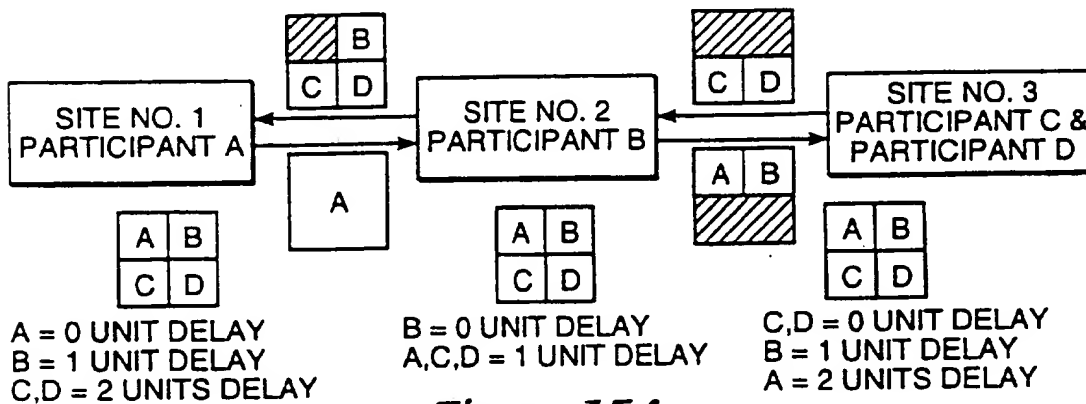 B
C D
C D
SITE NO. 1
PARTICIPANT A
SITE NO. 2
PARTICIPANT B
SITE NO. 3
PARTICIPANT C &
PARTICIPANT D
A
A B
A B
C D
A B
C D
A B
C D
A = 0 UNIT DELAY
B = 1 UNIT DELAY
C,D = 2 UNITS DELAY
B = 0 UNIT DELAY
A,C,D = 1 UNIT DELAY
C,D = 0 UNIT DELAY
B = 1 UNIT DELAY
A = 2 UNITS DELAY